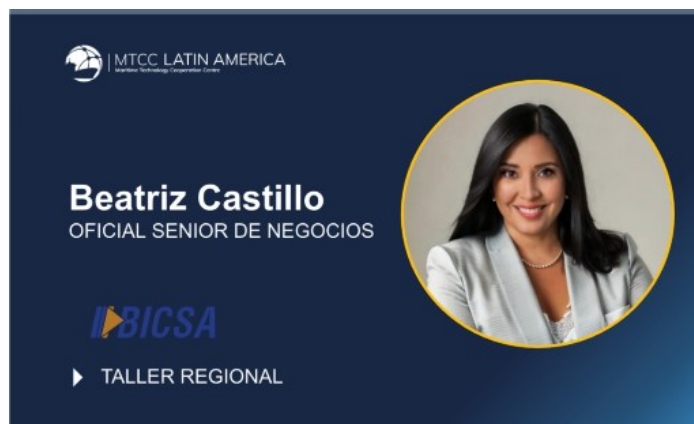 MTCC LATIN AMERICA
Maritime Technology Cooperation Centre
Beatriz Castillo
OFICIAL SENIOR DE NEGOCIOS
BICSA
TALLER REGIONAL